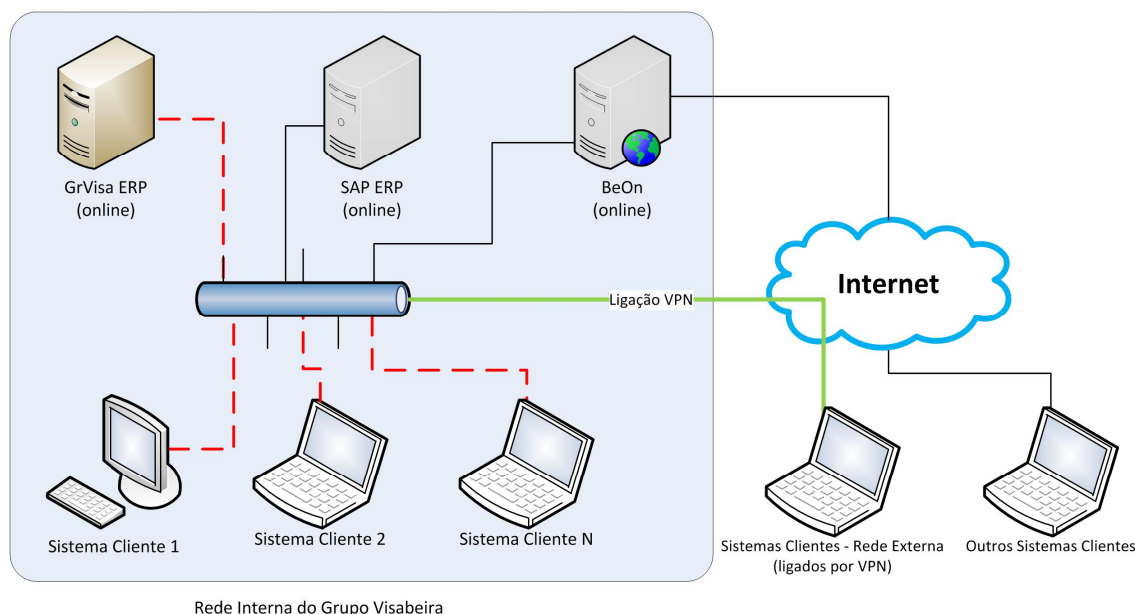 GrVisa ERP
(online)
SAP ERP
(online)
BeOn
(online)
Internet
Ligação VPN
Sistema Cliente 1
Sistema Cliente 2
Sistema Cliente N
Sistemas Clientes - Rede Externa
(ligados por VPN)
Outros Sistemas Clientes
Rede Interna do Grupo Visabeira